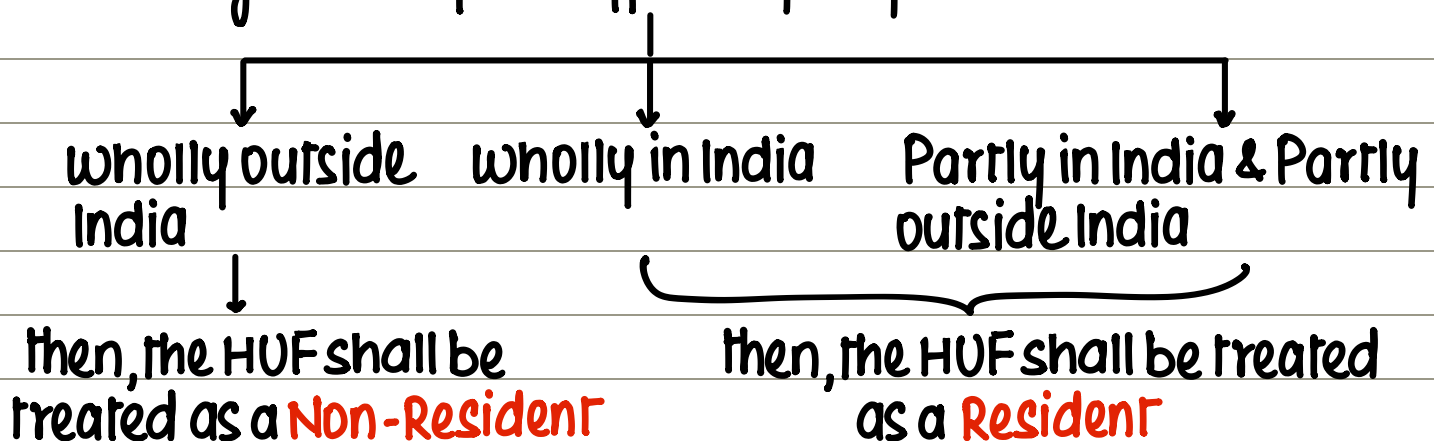 wholly outside India
wholly in India
Partly in India & Partly outside India
then, the HUF shall be treated as a Non-Resident
then, the HUF shall be treated as a Resident